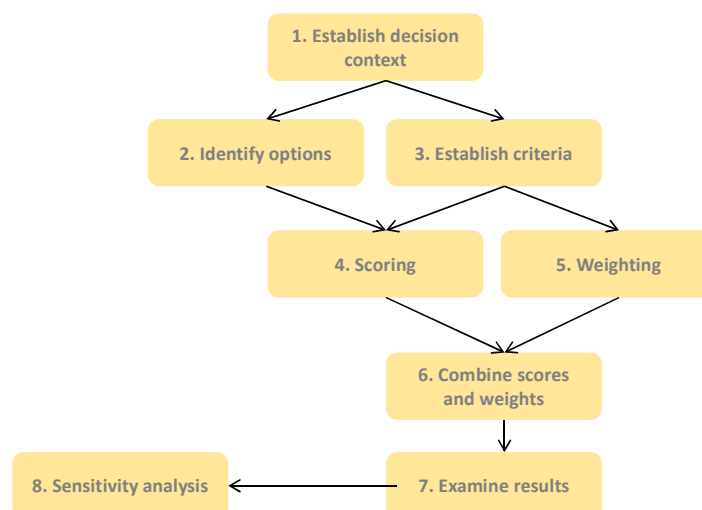 1. Establish decision
context
2. Identify options
3. Establish criteria
4. Scoring
5. Weighting
6. Combine scores
and weights
8. Sensitivity analysis
7. Examine results